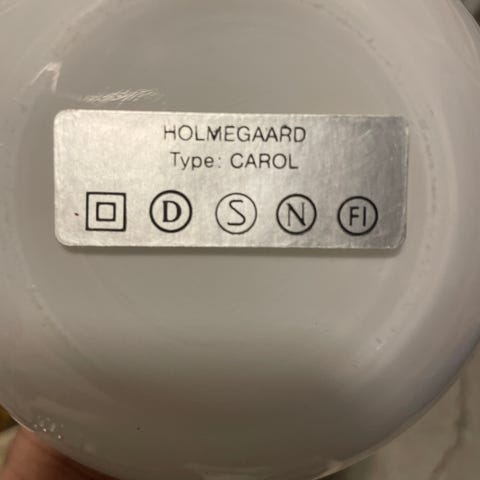 HOLMEGAARD
Type: CAROL
D S N FI